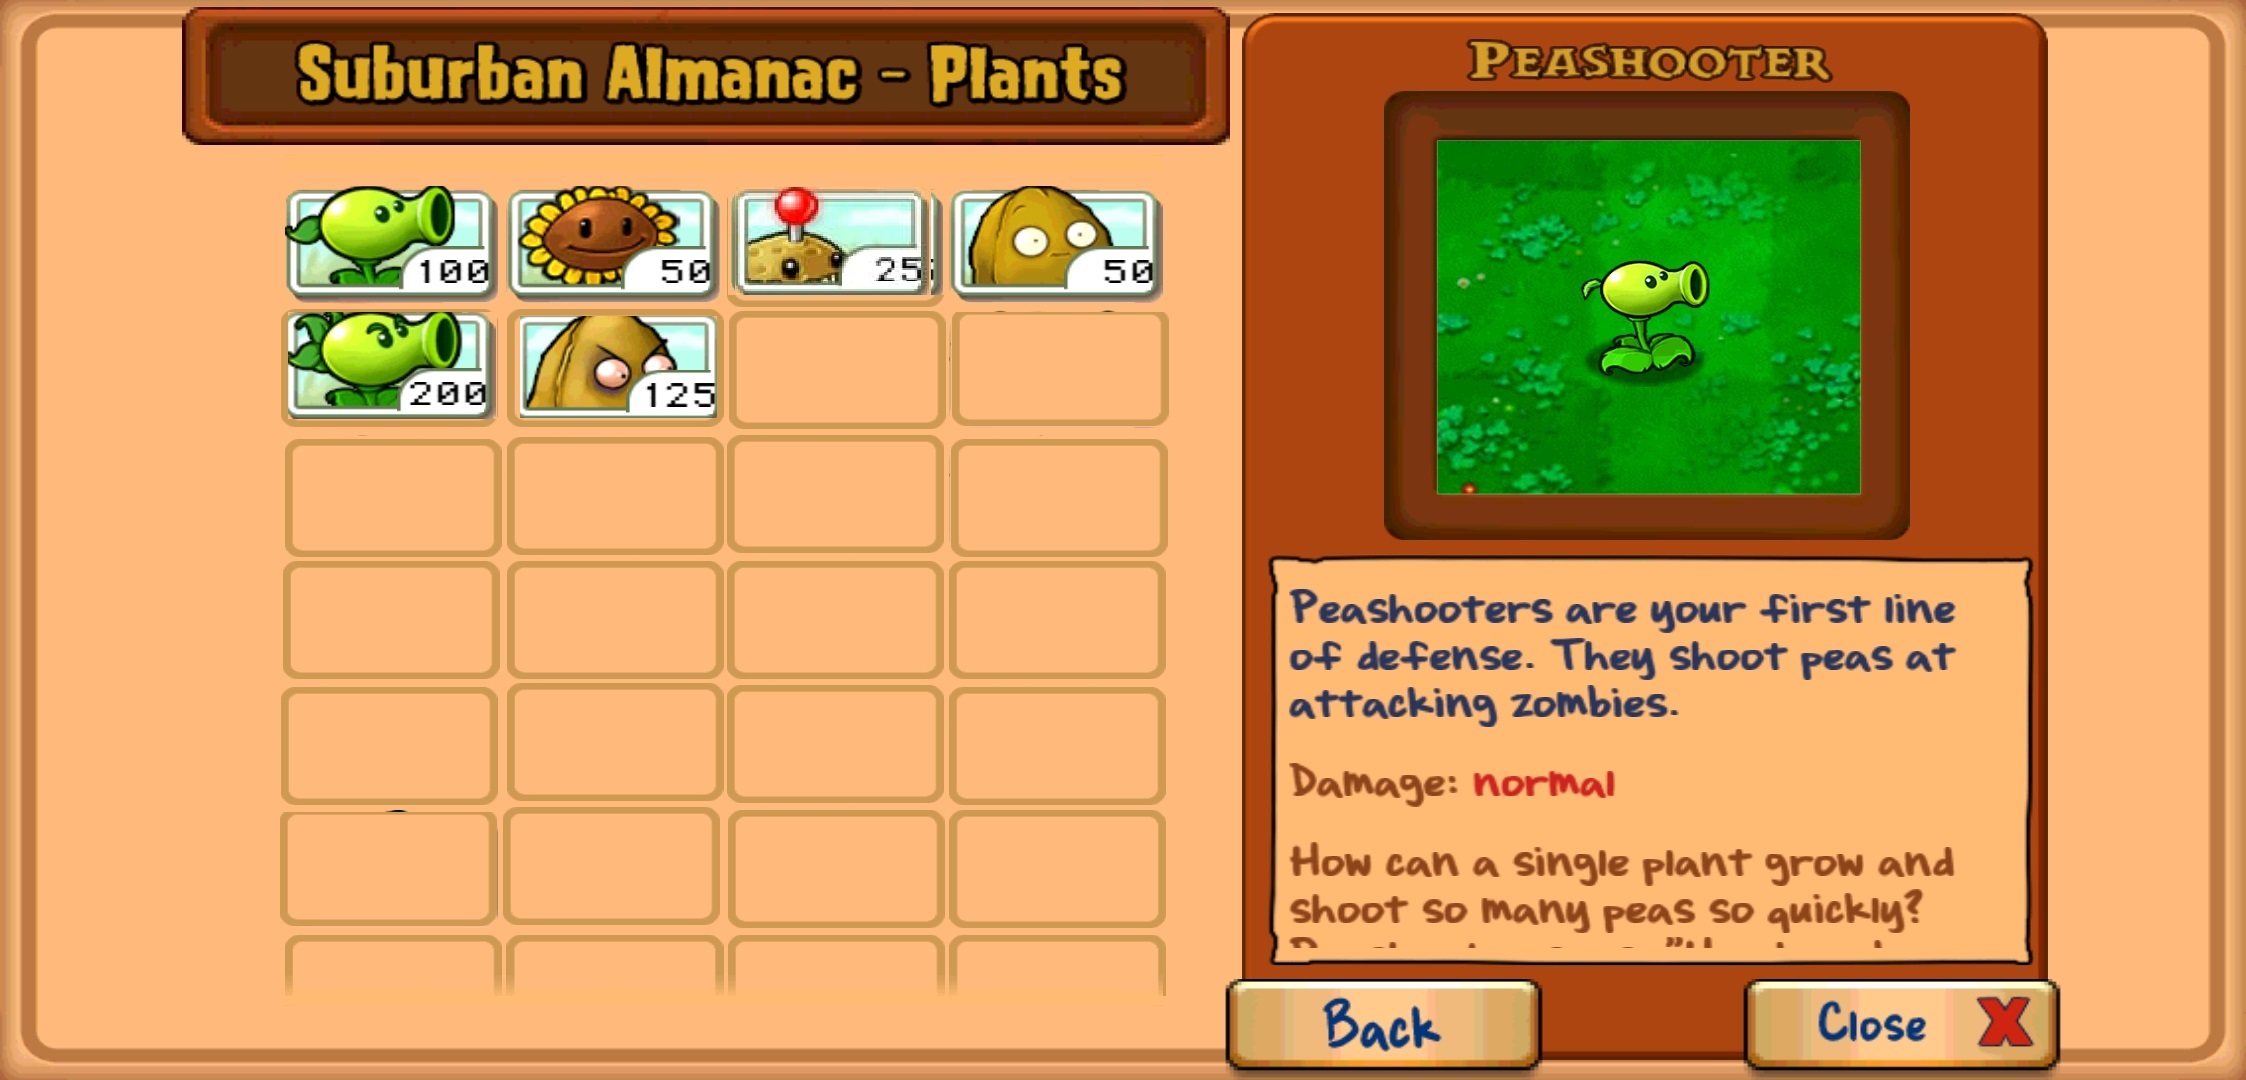 Suburban Almanac - Plants
100
50
25
50
200
125
PEASHOOTER
Peashooters are your first line
of defense. They shoot peas at
attacking zombies.
Damage: normal
How can a single plant grow and
shoot so many peas so quickly?
Back
Close X